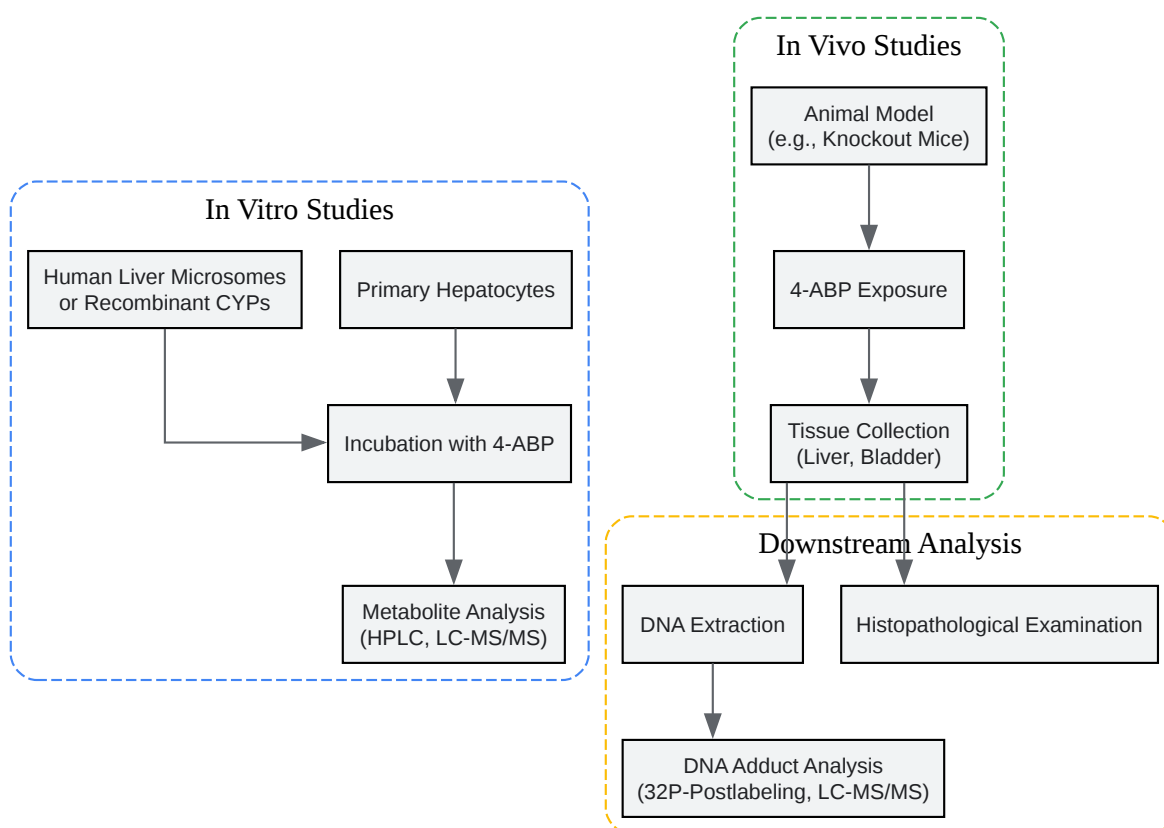 In Vitro Studies
Human Liver Microsomes
or Recombinant CYPs
Primary Hepatocytes
Incubation with 4-ABP
Metabolite Analysis
(HPLC, LC-MS/MS)
In Vivo Studies
Animal Model
(e.g., Knockout Mice)
4-ABP Exposure
Tissue Collection
(Liver, Bladder)
Downstream Analysis
DNA Extraction
Histopathological Examination
DNA Adduct Analysis
(32P-Postlabeling, LC-MS/MS)